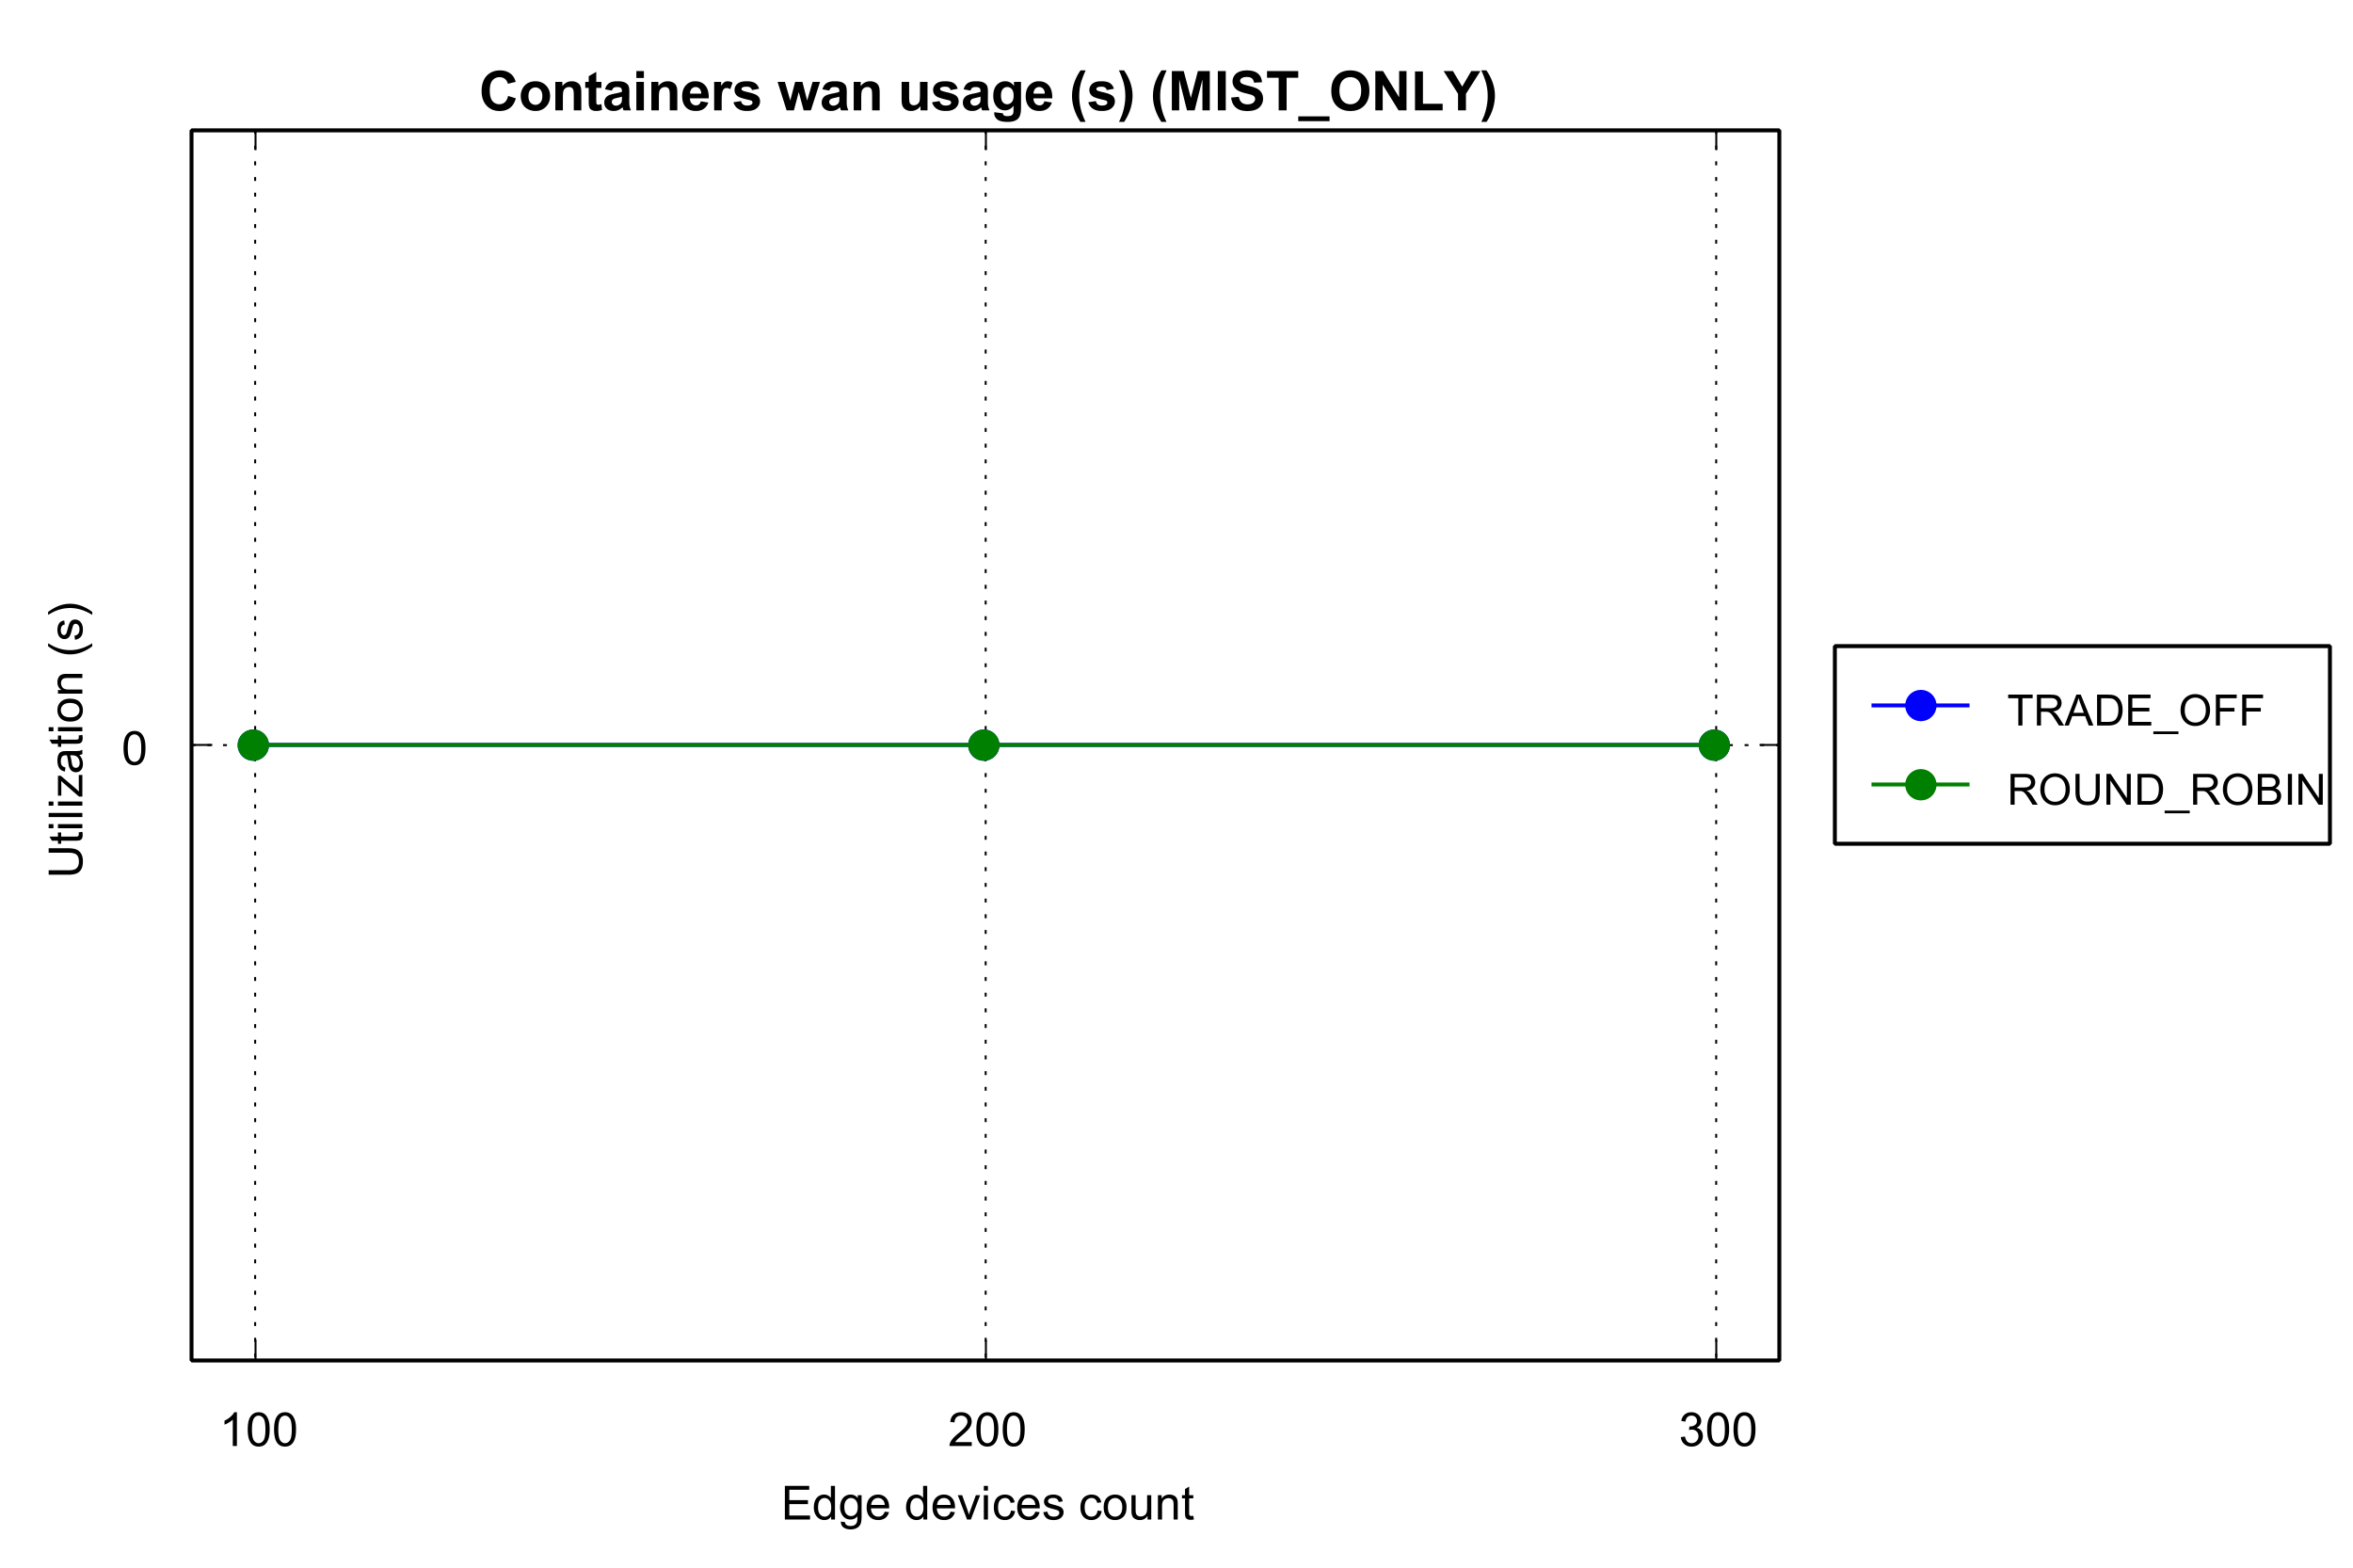 Containers wan usage (s) (MIST_ONLY)
Utilization (s)
0
TRADE_OFF
ROUND_ROBIN
100
200
300
Edge devices count